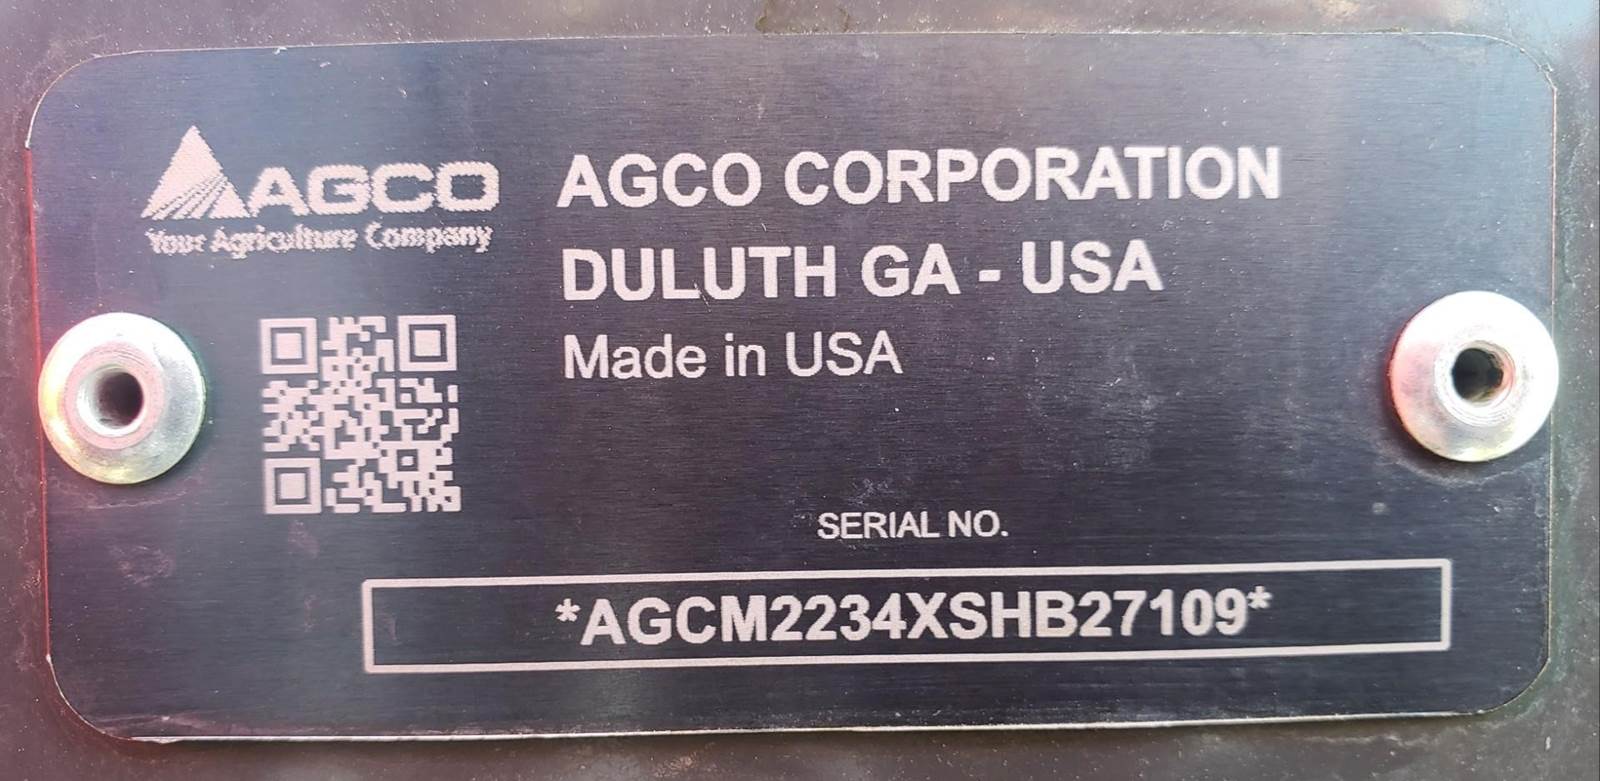 AGCO
Your Agriculture Company
AGCO CORPORATION
DULUTH GA - USA
Made in USA
SERIAL NO.
*AGCM2234XSHB27109*